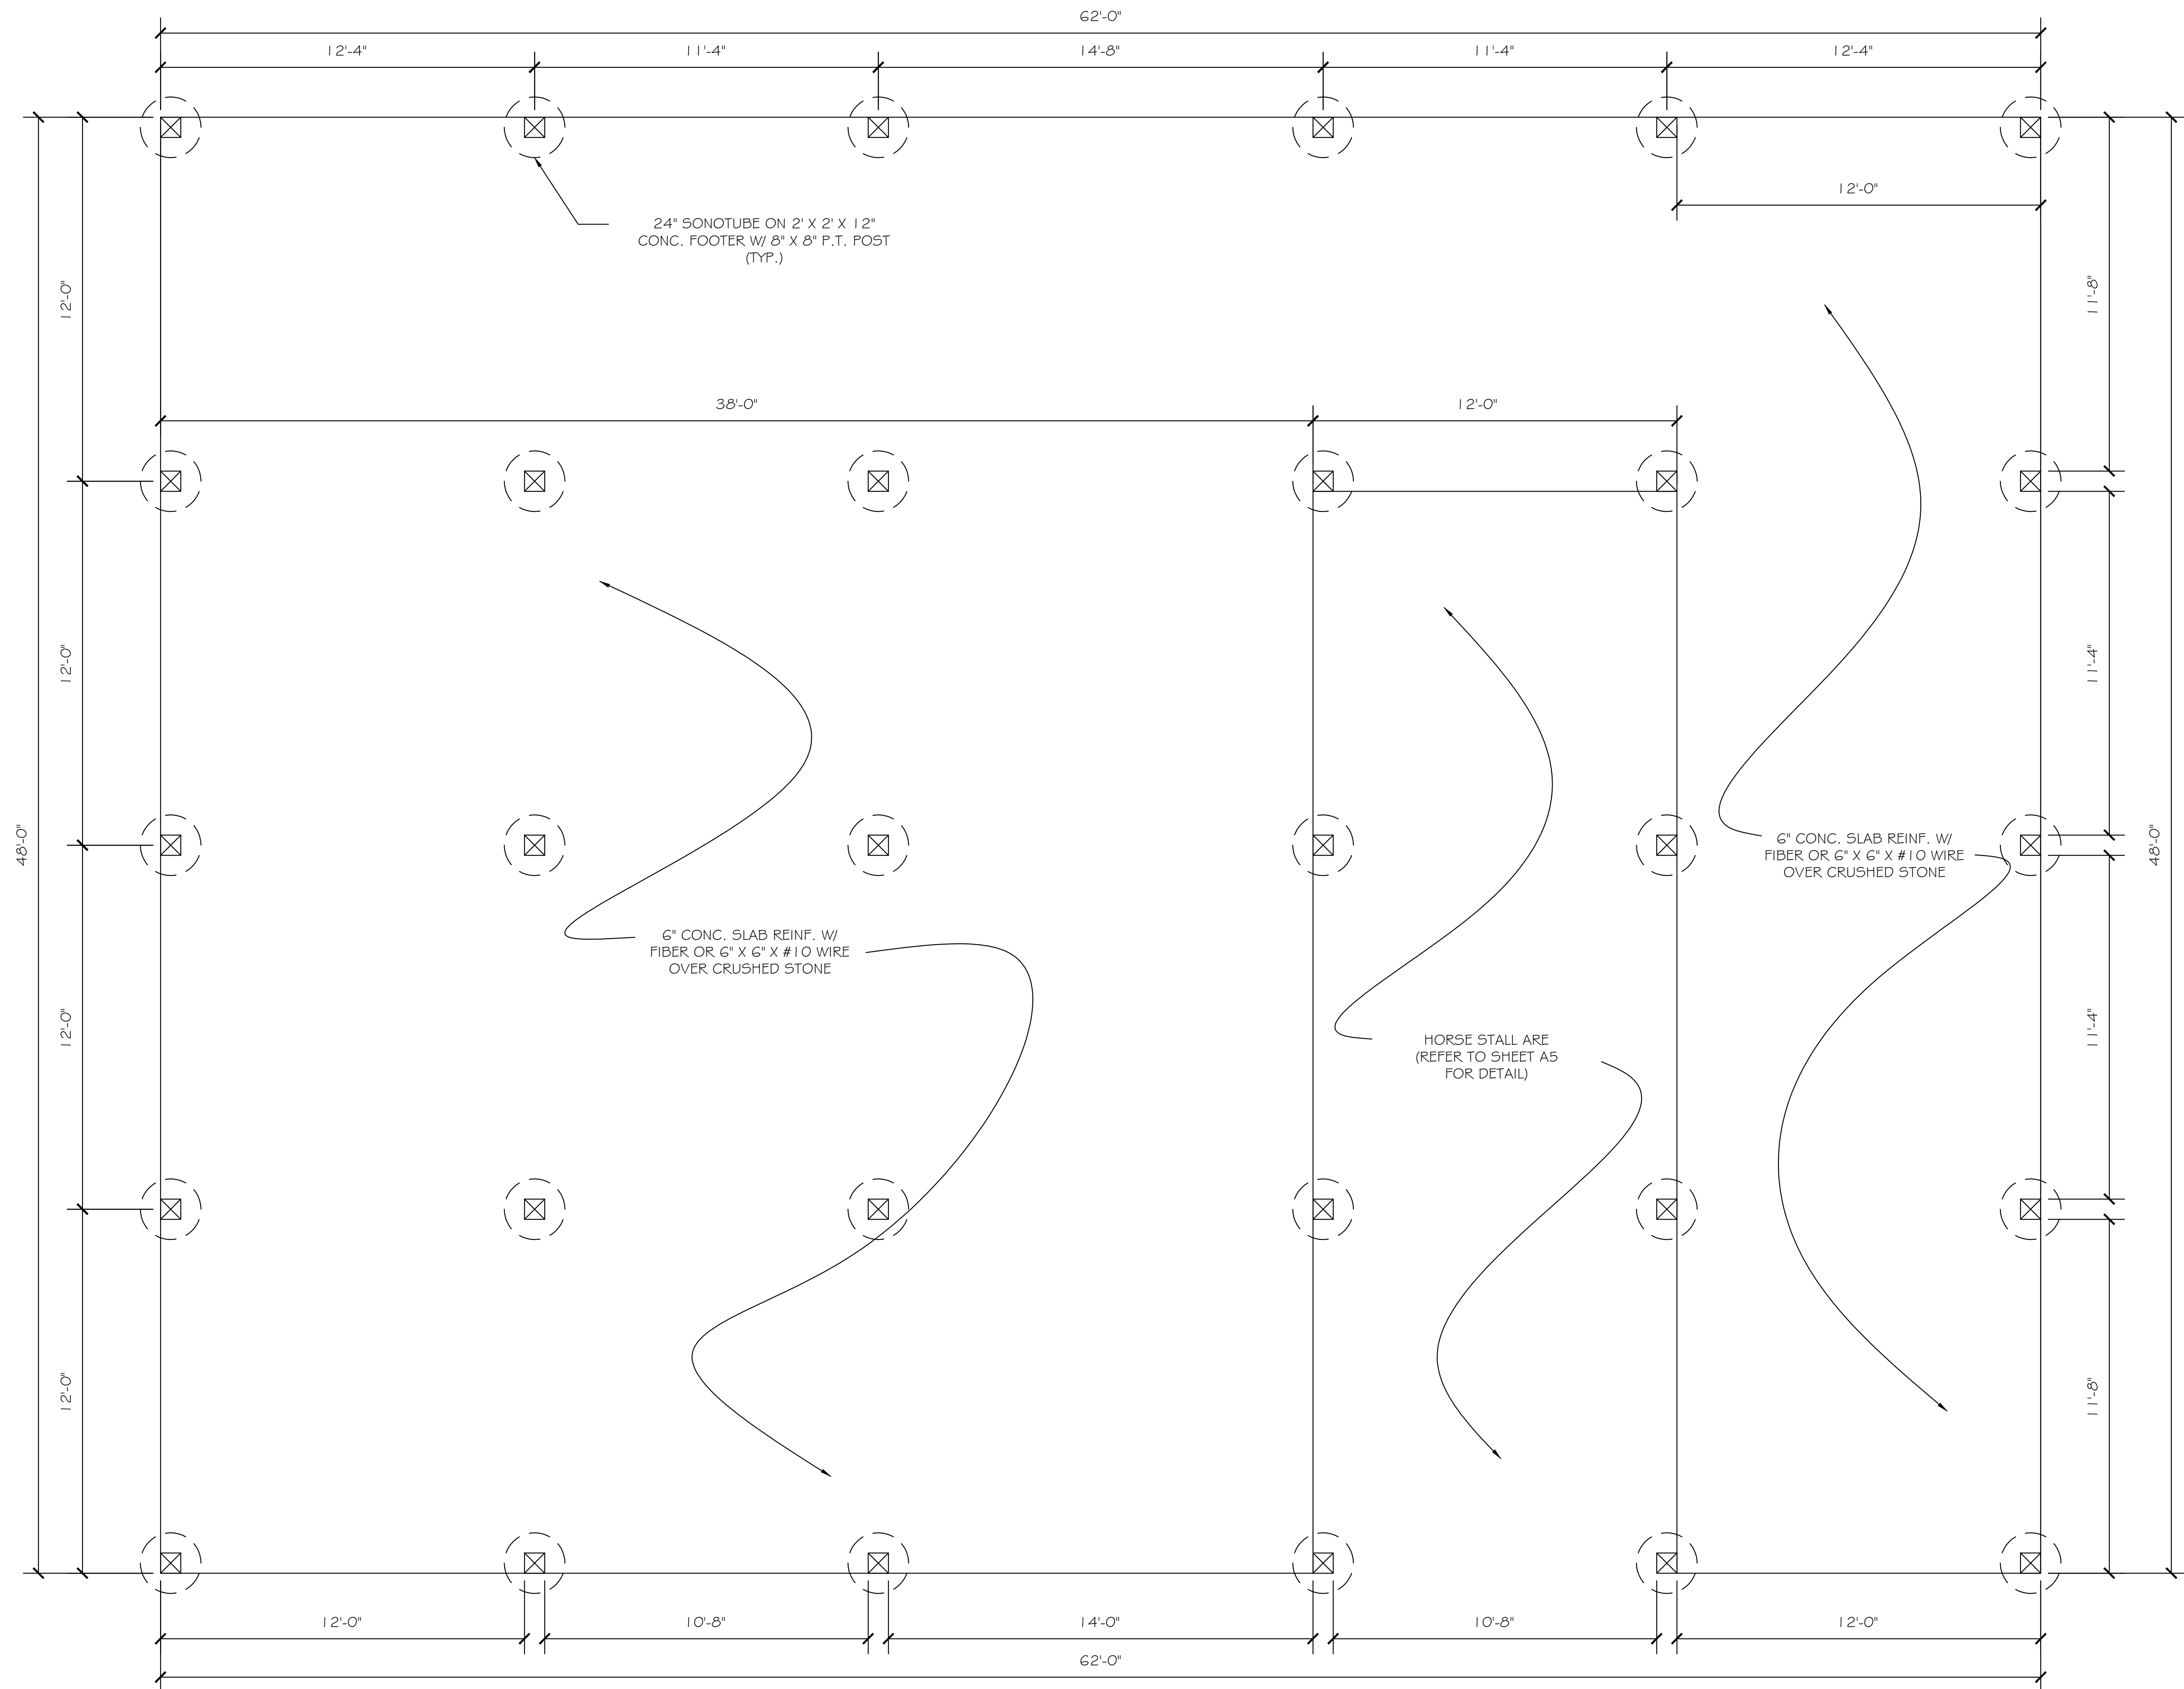 62'-0"
12'-4"
11'-4"
14'-8"
11'-4"
12'-4"
12'-0"
24" SONOTUBE ON 2' X 2' X 12"
CONC. FOOTER W/ 8" X 8" P.T. POST
(TYP.)
12'-0"
11'-8"
38'-0"
12'-0"
12'-0"
11'-4"
48'-0"
6" CONC. SLAB REINF. W/
FIBER OR 6" X 6" X #10 WIRE
OVER CRUSHED STONE
48'-0"
6" CONC. SLAB REINF. W/
FIBER OR 6" X 6" X #10 WIRE
OVER CRUSHED STONE
12'-0"
HORSE STALL ARE
(REFER TO SHEET A5
FOR DETAIL)
11'-4"
12'-0"
11'-8"
12'-0"
10'-8"
14'-0"
10'-8"
12'-0"
62'-0"